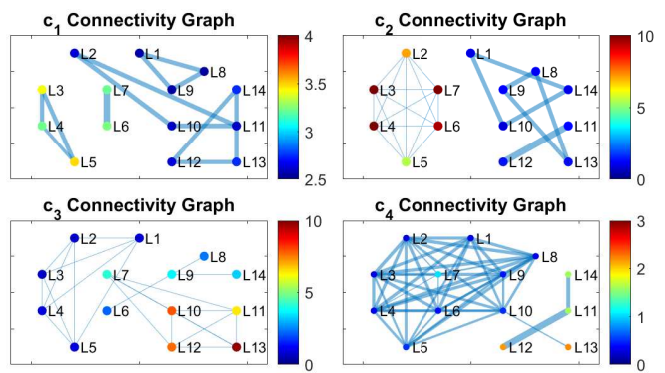 c1 Connectivity Graph
L2 L1
L8
L3 L7 L9 L14
L4 L6 L10 L11
L5 L12 L13
4
3.5
3
2.5
c2 Connectivity Graph
L2 L1
L8
L3 L7 L9 L14
L4 L6 L10 L11
L5 L12 L13
10
8
6
4
2
0
c3 Connectivity Graph
L2 L1
L8
L3 L7 L9 L14
L4 L6 L10 L11
L5 L12 L13
10
5
0
c4 Connectivity Graph
L2 L1
L8
L3 L7 L9 L14
L4 L6 L10 L11
L5 L12 L13
3
2
1
0